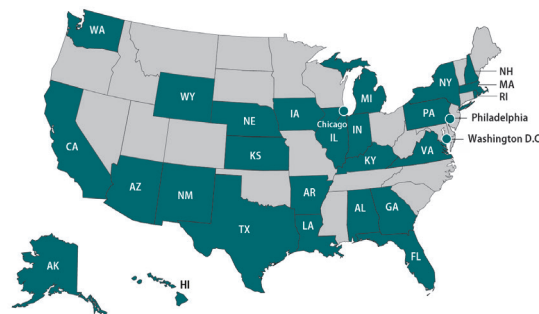 WA
NH
MA
NY
RI
MI
WY
PA
Philadelphia
IA
NE
Chicago
IL
IN
Washington D.C
VA
CA
KS
KY
AZ
NM
AR
AL
GA
TX
LA
FL
AK
HI